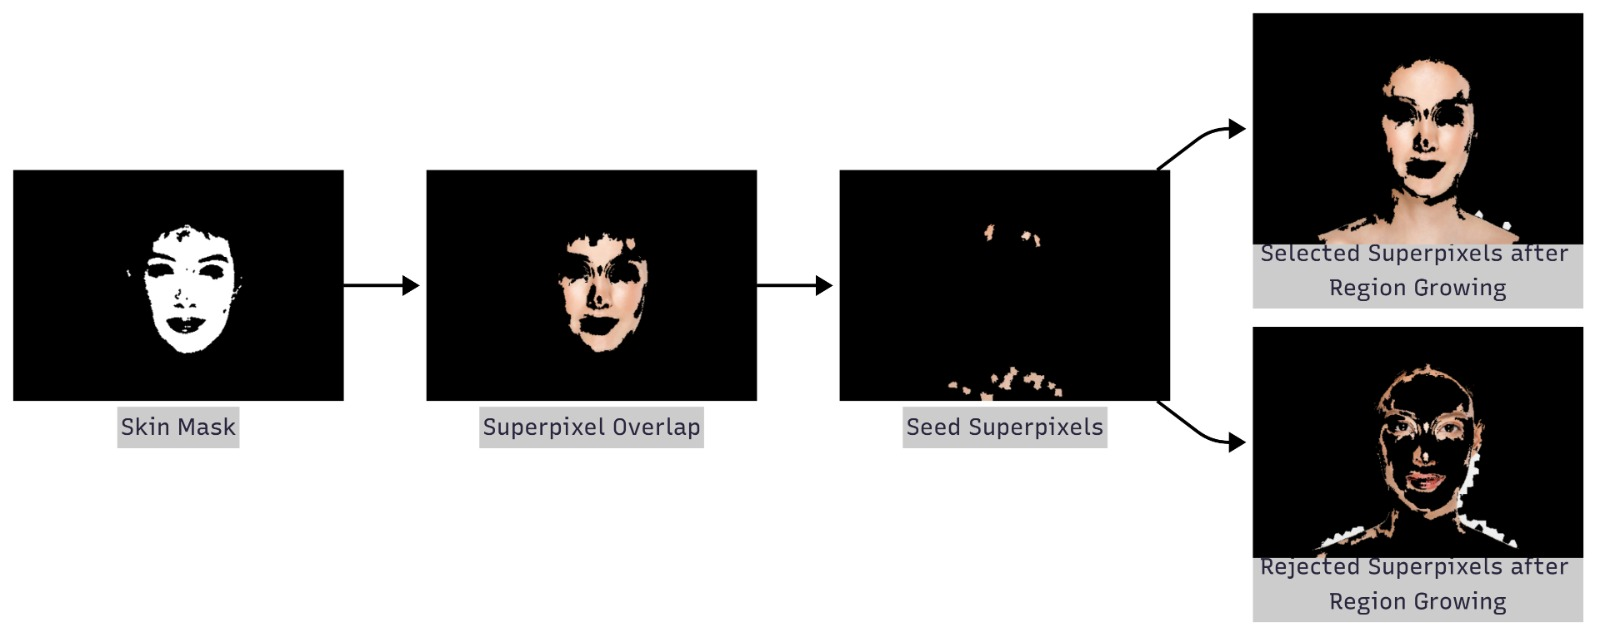 Skin Mask
Superpixel Overlap
Seed Superpixels
Selected Superpixels after
Region Growing
Rejected Superpixels after
Region Growing